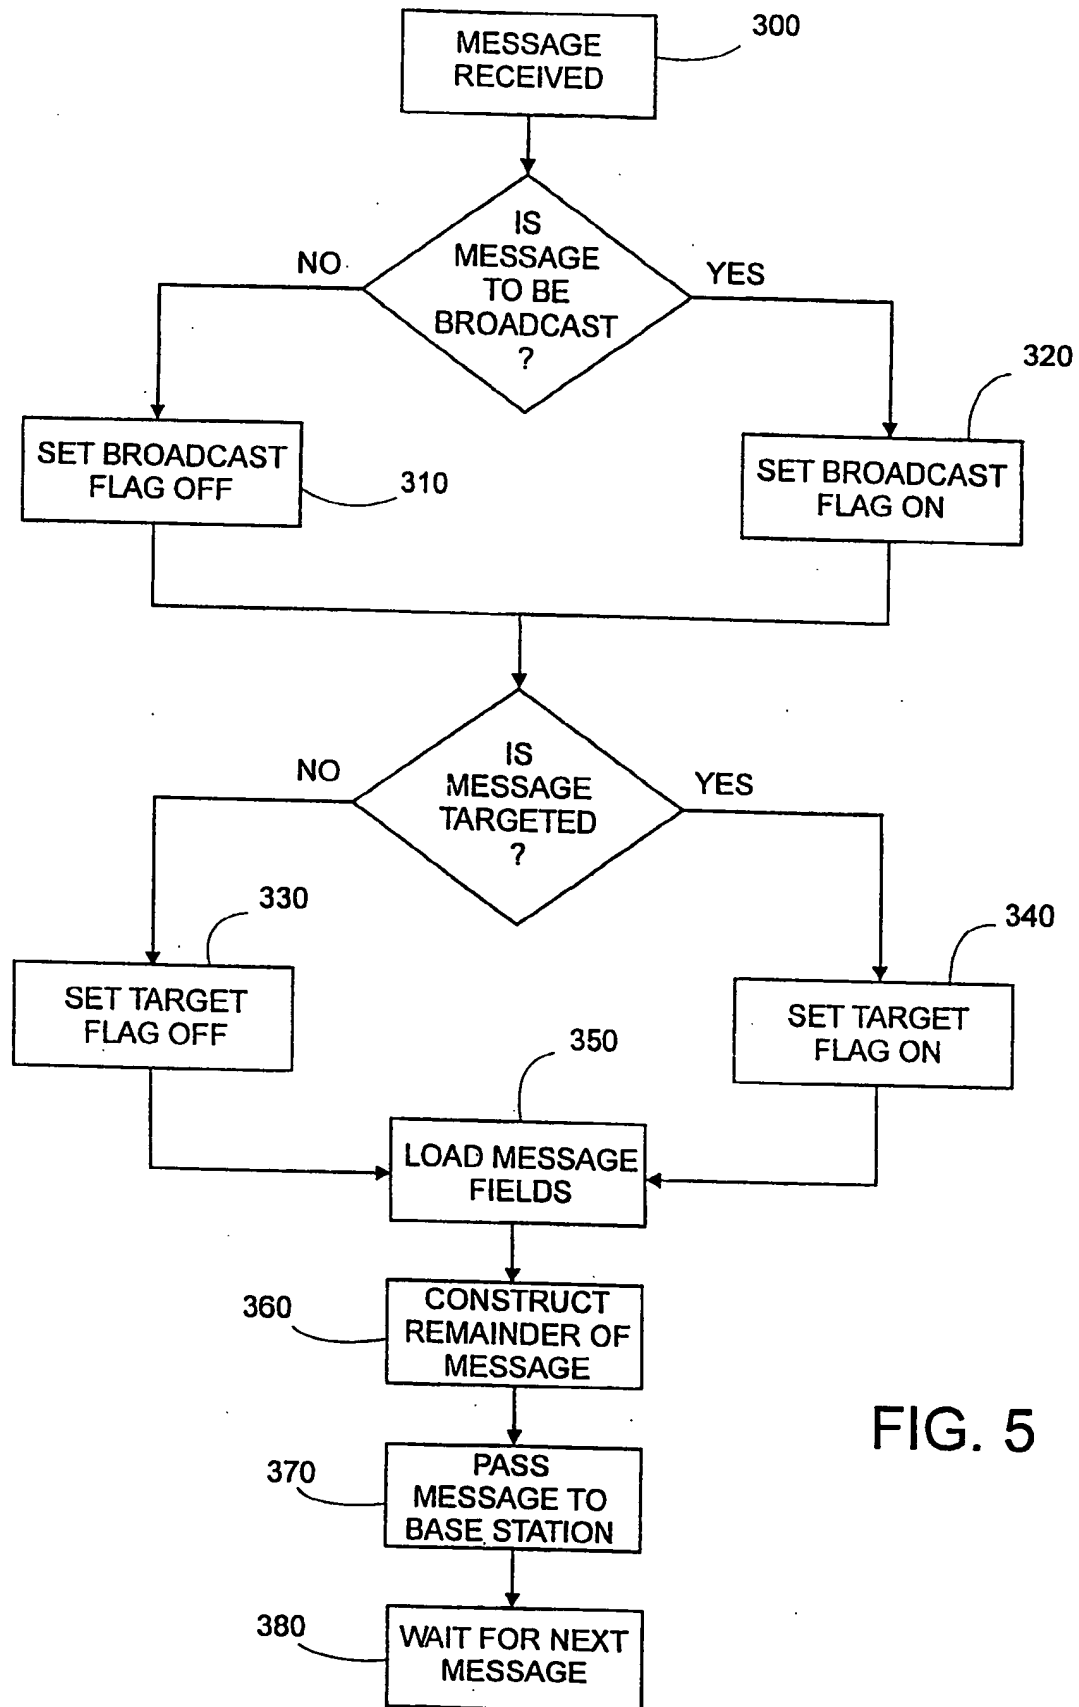 MESSAGE
RECEIVED
300
IS
MESSAGE
TO BE
BROADCAST
?
NO
YES
SET BROADCAST
FLAG OFF
310
320
SET BROADCAST
FLAG ON
IS
MESSAGE
TARGETED
?
NO
YES
330
SET TARGET
FLAG OFF
340
SET TARGET
FLAG ON
350
LOAD MESSAGE
FIELDS
360
CONSTRUCT
REMAINDER OF
MESSAGE
FIG. 5
370
PASS
MESSAGE TO
BASE STATION
380
WAIT FOR NEXT
MESSAGE